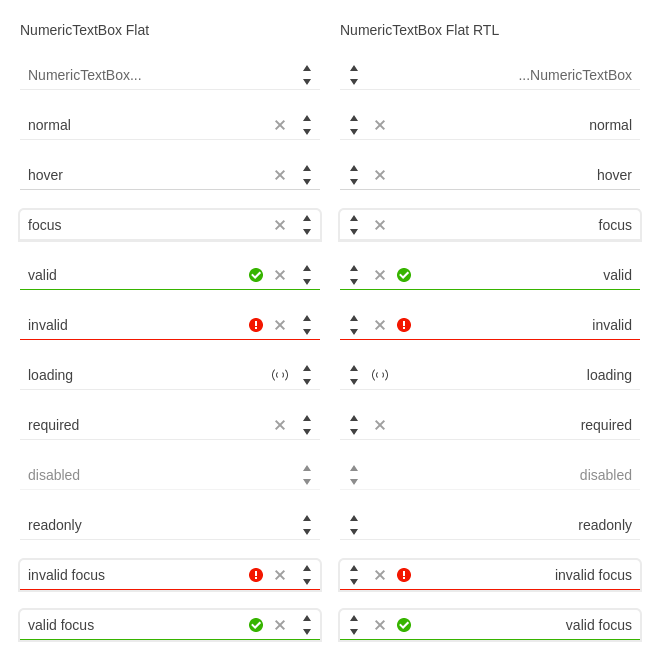 NumericTextBox Flat
NumericTextBox...
normal
hover
focus
valid
invalid
loading
required
disabled
readonly
invalid focus
valid focus
NumericTextBox Flat RTL
...NumericTextBox
normal
hover
focus
valid
invalid
loading
required
disabled
readonly
invalid focus
valid focus